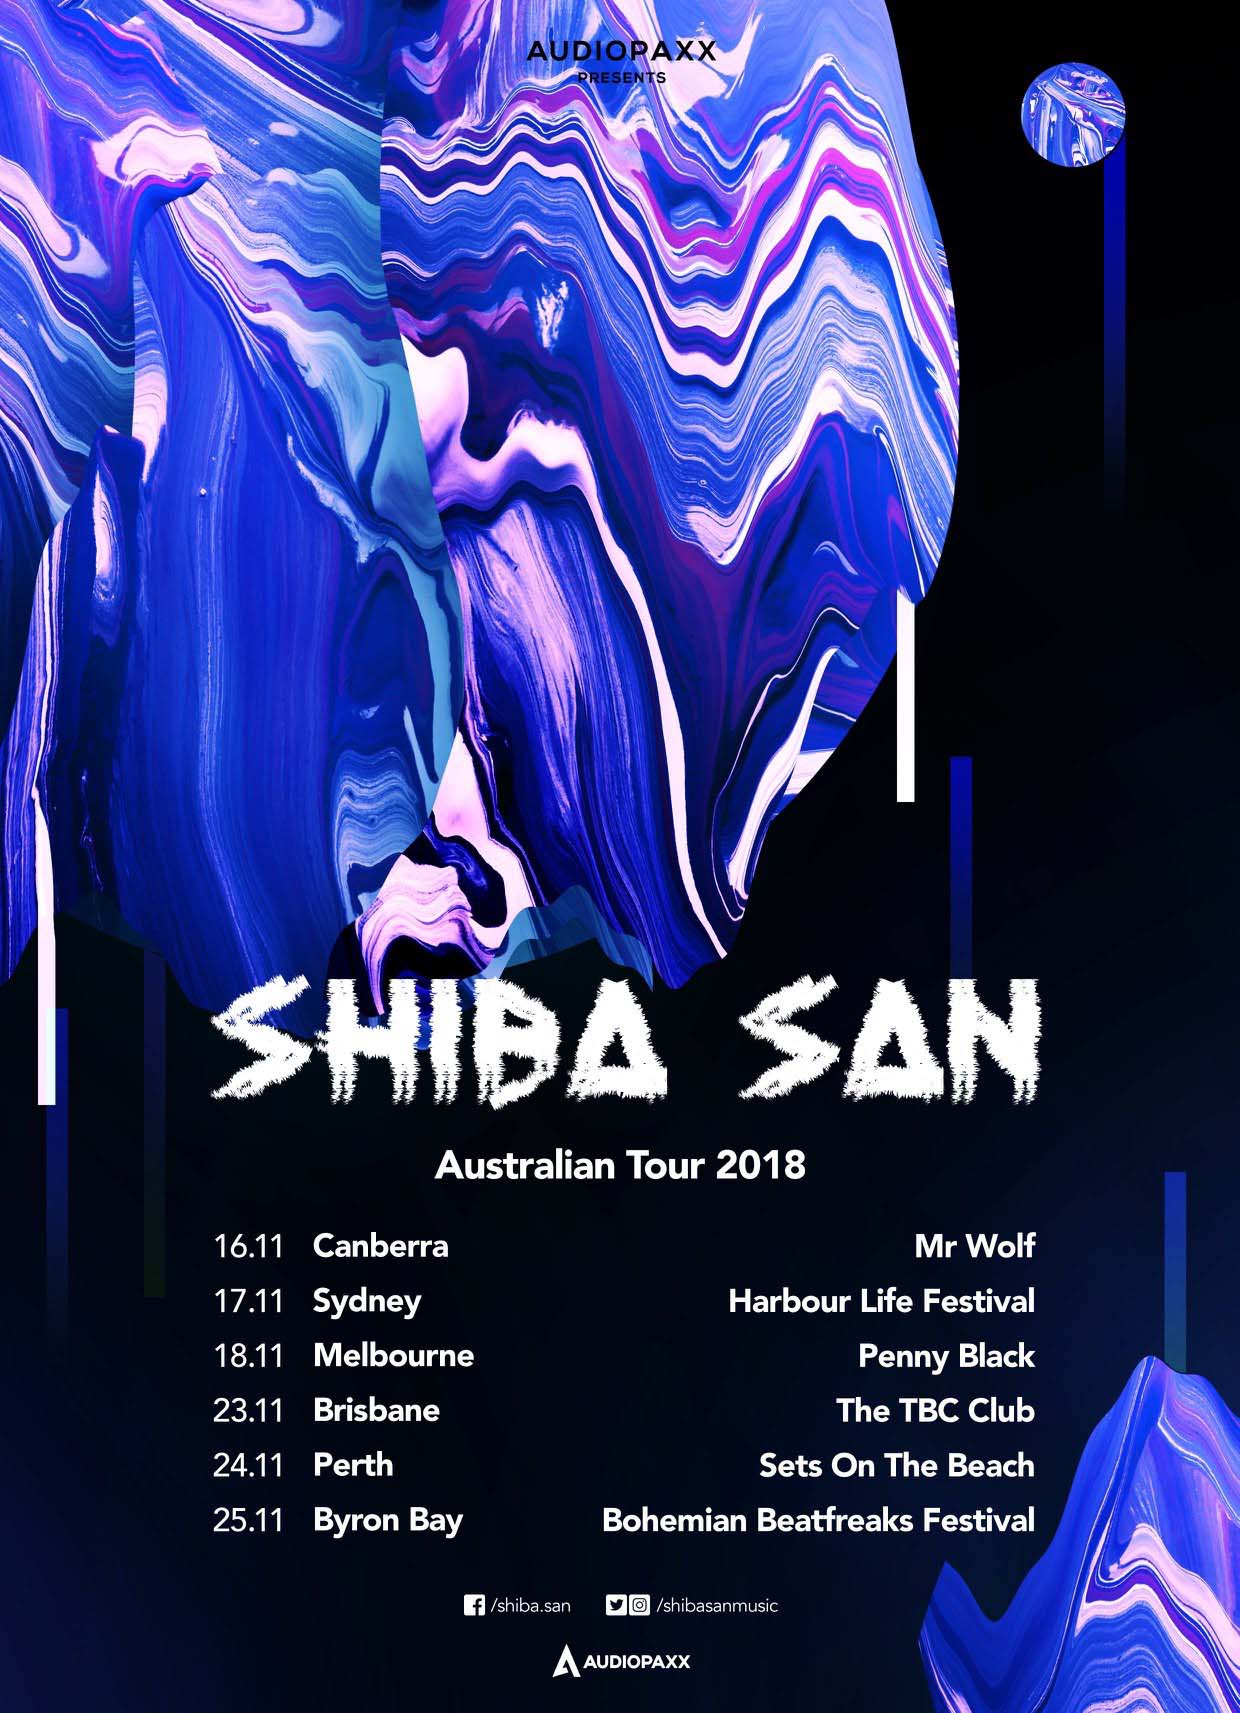 AUDIOPAXX
PRESENTS
SHIBA SAN
Australian Tour 2018
16.11 Canberra Mr Wolf
17.11 Sydney Harbour Life Festival
18.11 Melbourne Penny Black
23.11 Brisbane The TBC Club
24.11 Perth Sets On The Beach
25.11 Byron Bay Bohemian Beatfreaks Festival
/shiba.san /shibasanmusic
AUDIOPAXX